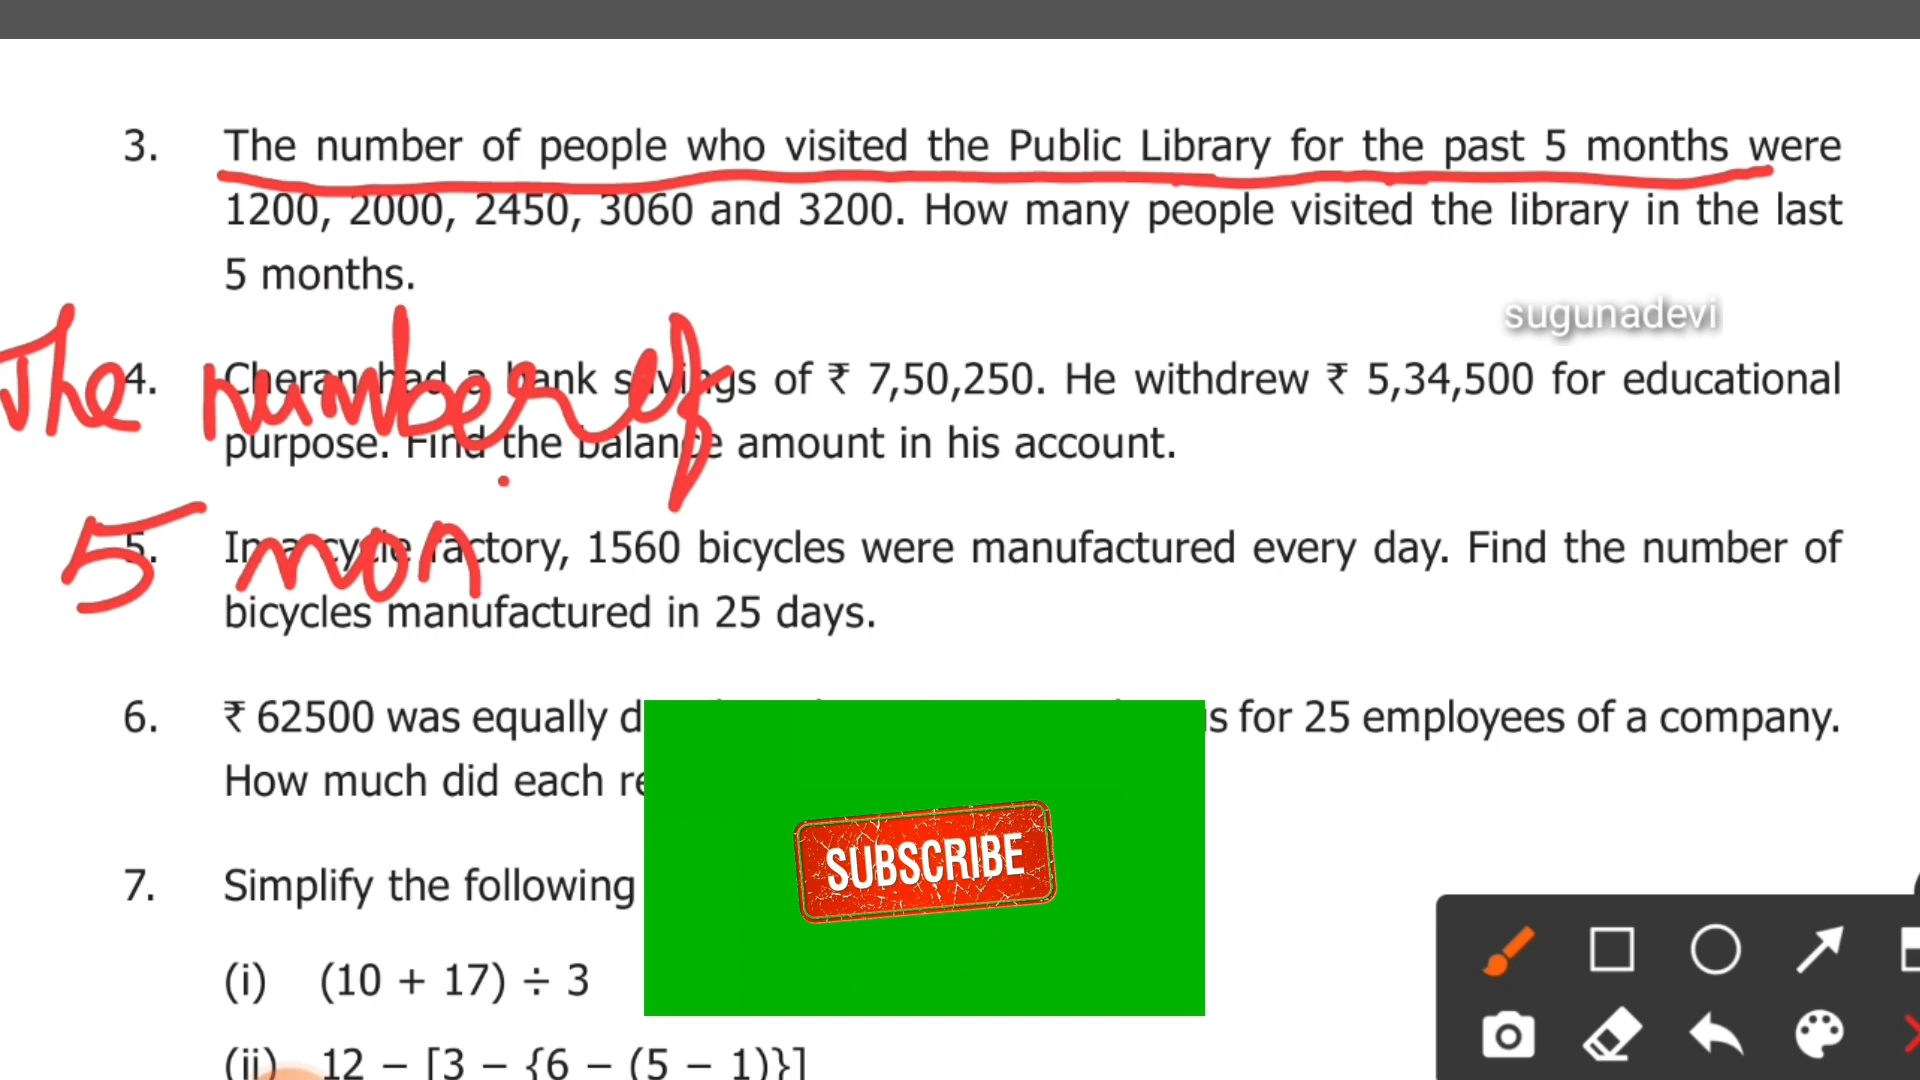 3. The number of people who visited the Public Library for the past 5 months were
1200, 2000, 2450, 3060 and 3200. How many people visited the library in the last
5 months.
sugunadevi
The number of
4. Cheran had a bank savings of ₹ 7,50,250. He withdrew ₹ 5,34,500 for educational
purpose. Find the balance amount in his account.
5 mon
5. In a cycle factory, 1560 bicycles were manufactured every day. Find the number of
bicycles manufactured in 25 days.
6. ₹ 62500 was equally for 25 employees of a company.
How much did each
7. Simplify the following
SUBSCRIBE
(i) (10 + 17) ÷ 3
(ii) 12 – [3 – {6 – (5 – 1)}]